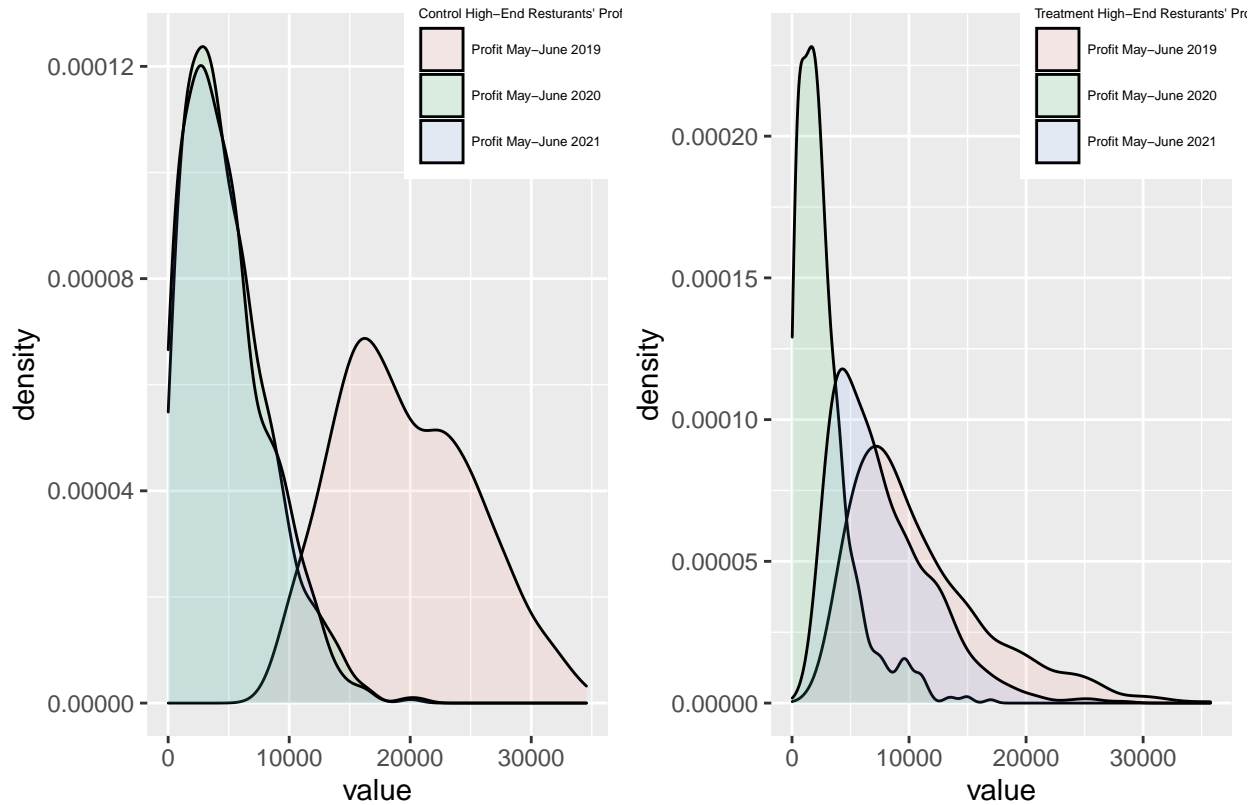 Control High−End Resturants' Prof
Profit May−June 2019
Profit May−June 2020
Profit May−June 2021
0.00012
0.00008
0.00004
0.00000
density
0
10000
20000
30000
value
Treatment High−End Resturants' Pro
Profit May−June 2019
Profit May−June 2020
Profit May−June 2021
0.00020
0.00015
0.00010
0.00005
0.00000
density
0
10000
20000
30000
value